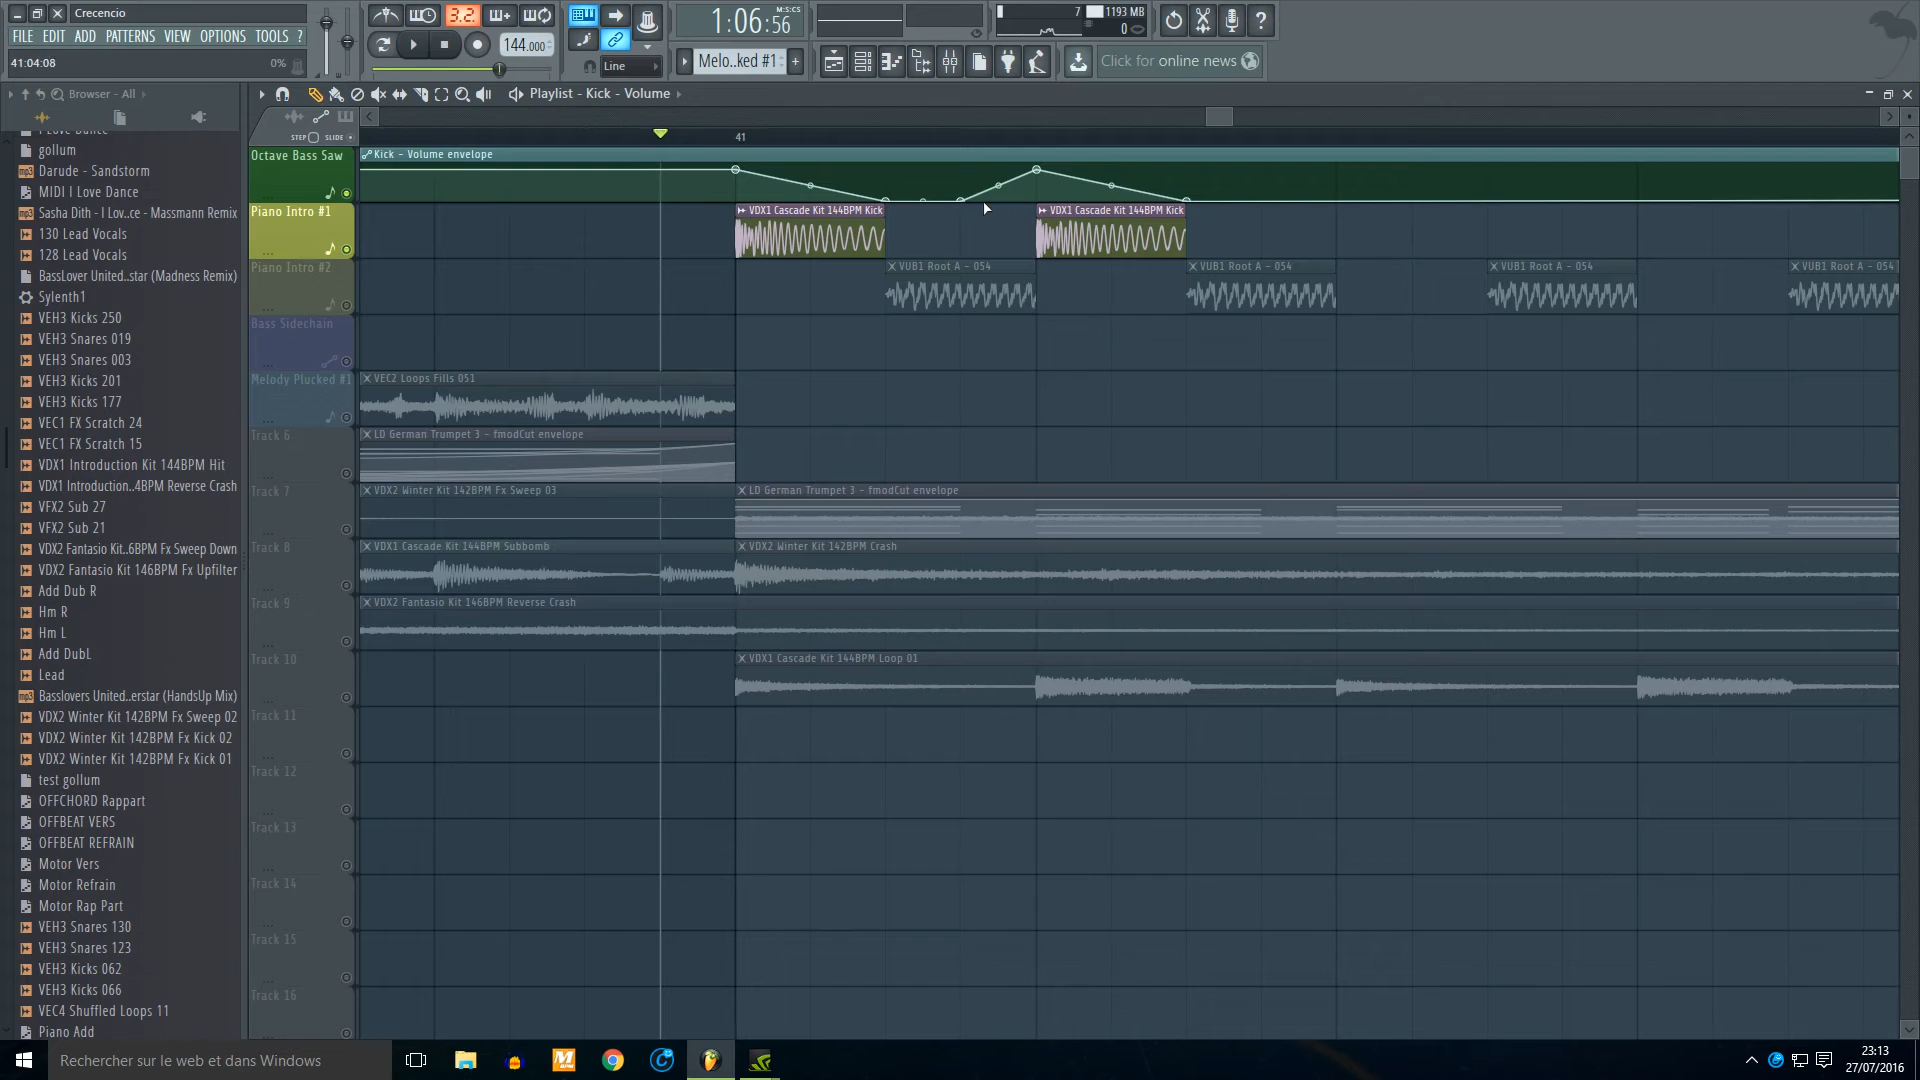 Crecencio
FILE EDIT ADD PATTERNS VIEW OPTIONS TOOLS ?
41:04:08 0%
3.2
144.000
Line
1:06:56 M:S:CS
Melo..ked #1
7 1193 MB
0
Click for online news
Browser - All
Playlist - Kick - Volume
STEP SLIDE
41
gollum
Darude - Sandstorm
MIDI I Love Dance
Sasha Dith - I Lov..ce - Massmann Remix
130 Lead Vocals
128 Lead Vocals
BassLover United..star (Madness Remix)
Sylenth1
VEH3 Kicks 250
VEH3 Snares 019
VEH3 Snares 003
VEH3 Kicks 201
VEH3 Kicks 177
VEC1 FX Scratch 24
VEC1 FX Scratch 15
VDX1 Introduction Kit 144BPM Hit
VDX1 Introduction..4BPM Reverse Crash
VFX2 Sub 27
VFX2 Sub 21
VDX2 Fantasio Kit..6BPM Fx Sweep Down
VDX2 Fantasio Kit 146BPM Fx Upfilter
Add Dub R
Hm R
Hm L
Add DubL
Lead
Basslovers United..erstar (HandsUp Mix)
VDX2 Winter Kit 142BPM Fx Sweep 02
VDX2 Winter Kit 142BPM Fx Kick 02
VDX2 Winter Kit 142BPM Fx Kick 01
test gollum
OFFCHORD Rappart
OFFBEAT VERS
OFFBEAT REFRAIN
Motor Vers
Motor Refrain
Motor Rap Part
VEH3 Snares 130
VEH3 Snares 123
VEH3 Kicks 062
VEH3 Kicks 066
VEC4 Shuffled Loops 11
Piano Add
Octave Bass Saw
Kick - Volume envelope
Piano Intro #1
VDX1 Cascade Kit 144BPM Kick
VDX1 Cascade Kit 144BPM Kick
Piano Intro #2
VUB1 Root A - 054
VUB1 Root A - 054
VUB1 Root A - 054
VUB1 Root A - 054
Bass Sidechain
Melody Plucked #1
VEC2 Loops Fills 051
Track 6
LD German Trumpet 3 - fmodCut envelope
Track 7
VDX2 Winter Kit 142BPM Fx Sweep 03
LD German Trumpet 3 - fmodCut envelope
Track 8
VDX1 Cascade Kit 144BPM Subbomb
VDX2 Winter Kit 142BPM Crash
Track 9
VDX2 Fantasio Kit 146BPM Reverse Crash
Track 10
VDX1 Cascade Kit 144BPM Loop 01
Track 11
Track 12
Track 13
Track 14
Track 15
Track 16
Rechercher sur le web et dans Windows
23:13
27/07/2016